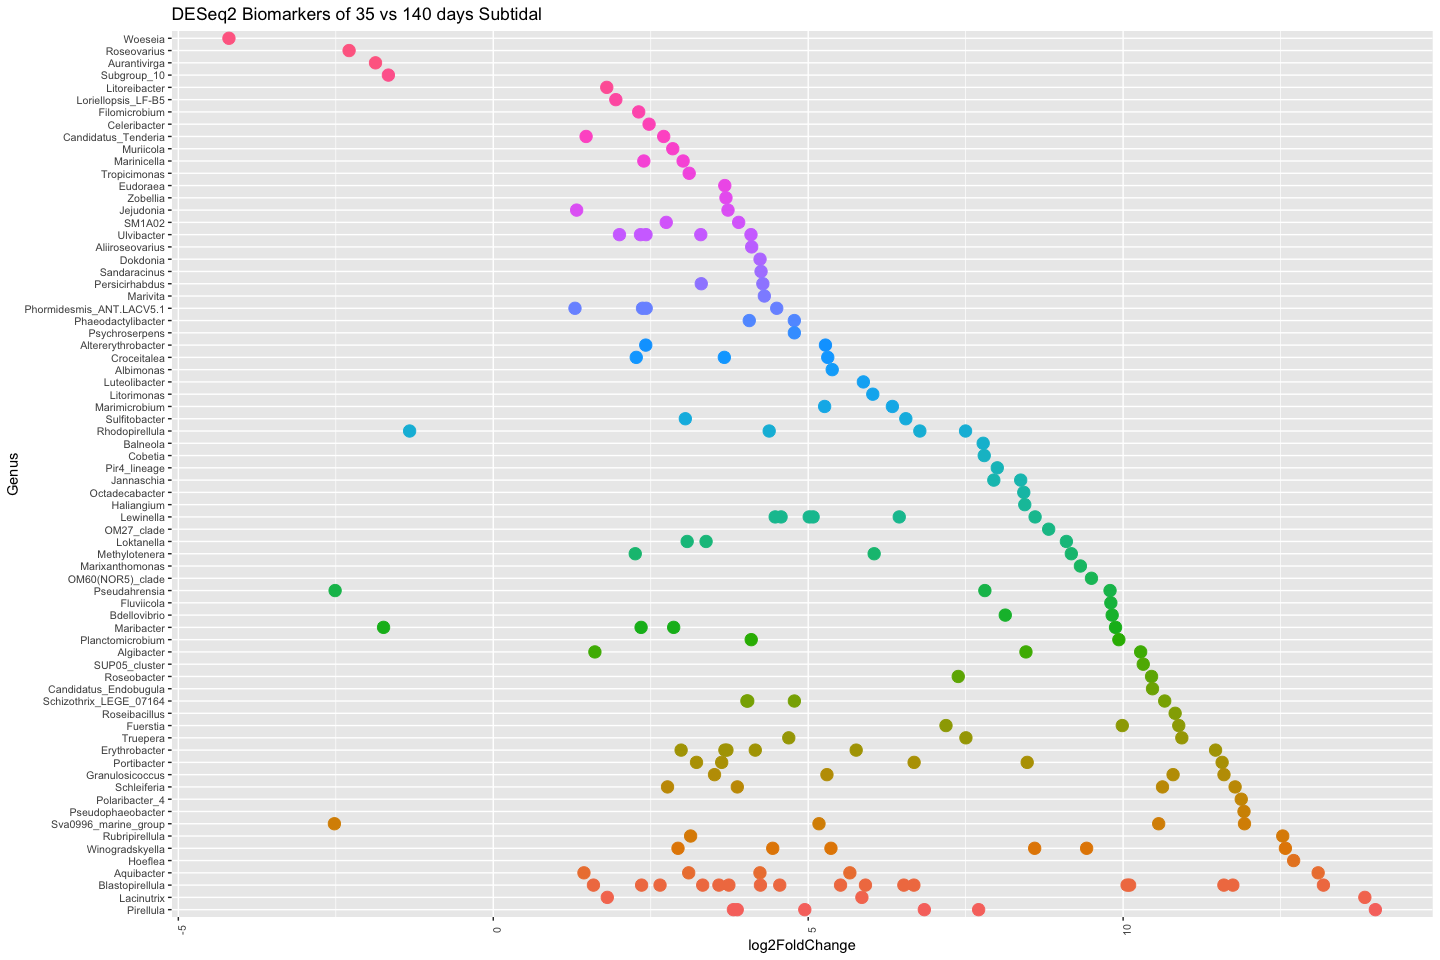 DESeq2 Biomarkers of 35 vs 140 days Subtidal
Genus
Woeseia
Roseovarius
Aurantivirga
Subgroup_10
Litoreibacter
Loriellopsis_LF-B5
Filomicrobium
Celeribacter
Candidatus_Tenderia
Muriicola
Marinicella
Tropicimonas
Eudoraea
Zobellia
Jejudonia
SM1A02
Ulvibacter
Aliiroseovarius
Dokdonia
Sandaracinus
Persicirhabdus
Marivita
Phormidesmis_ANT.LACV5.1
Phaeodactylibacter
Psychroserpens
Altererythrobacter
Croceitalea
Albimonas
Luteolibacter
Litorimonas
Marimicrobium
Sulfitobacter
Rhodopirellula
Balneola
Cobetia
Pir4_lineage
Jannaschia
Octadecabacter
Haliangium
Lewinella
OM27_clade
Loktanella
Methylotenera
Marixanthomonas
OM60(NOR5)_clade
Pseudahrensia
Fluviicola
Bdellovibrio
Maribacter
Planctomicrobium
Algibacter
SUP05_cluster
Roseobacter
Candidatus_Endobugula
Schizothrix_LEGE_07164
Roseibacillus
Fuerstia
Truepera
Erythrobacter
Portibacter
Granulosicoccus
Schleiferia
Polaribacter_4
Pseudophaeobacter
Sva0996_marine_group
Rubripirellula
Winogradskyella
Hoeflea
Aquibacter
Blastopirellula
Lacinutrix
Pirellula
-5
0
5
10
log2FoldChange